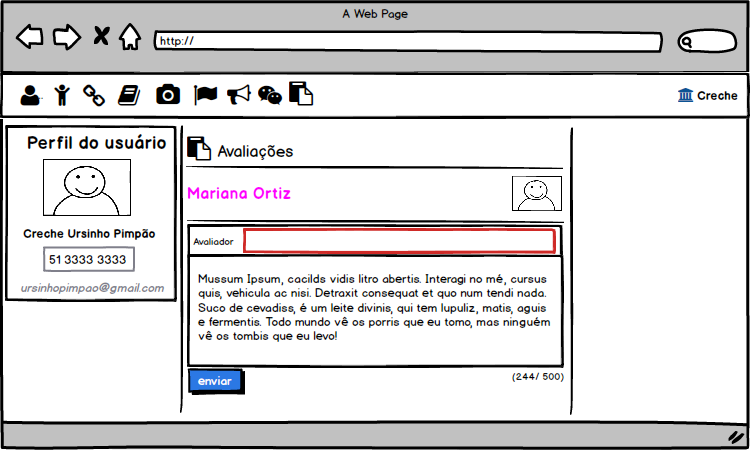 A Web Page
http://
Creche
Perfil do usuário
Creche Ursinho Pimpão
51 3333 3333
ursinhopimpao@gmail.com
Avaliações
Mariana Ortiz
Avaliador
Mussum Ipsum, cacilds vidis litro abertis. Interagi no mé, cursus
quis, vehicula ac nisi. Detraxit consequat et quo num tendi nada.
Suco de cevadiss, é um leite divinis, qui tem lupuliz, matis, aguis
e fermentis. Todo mundo vê os porris que eu tomo, mas ninguém
vê os tombis que eu levo!
enviar
(244/ 500)